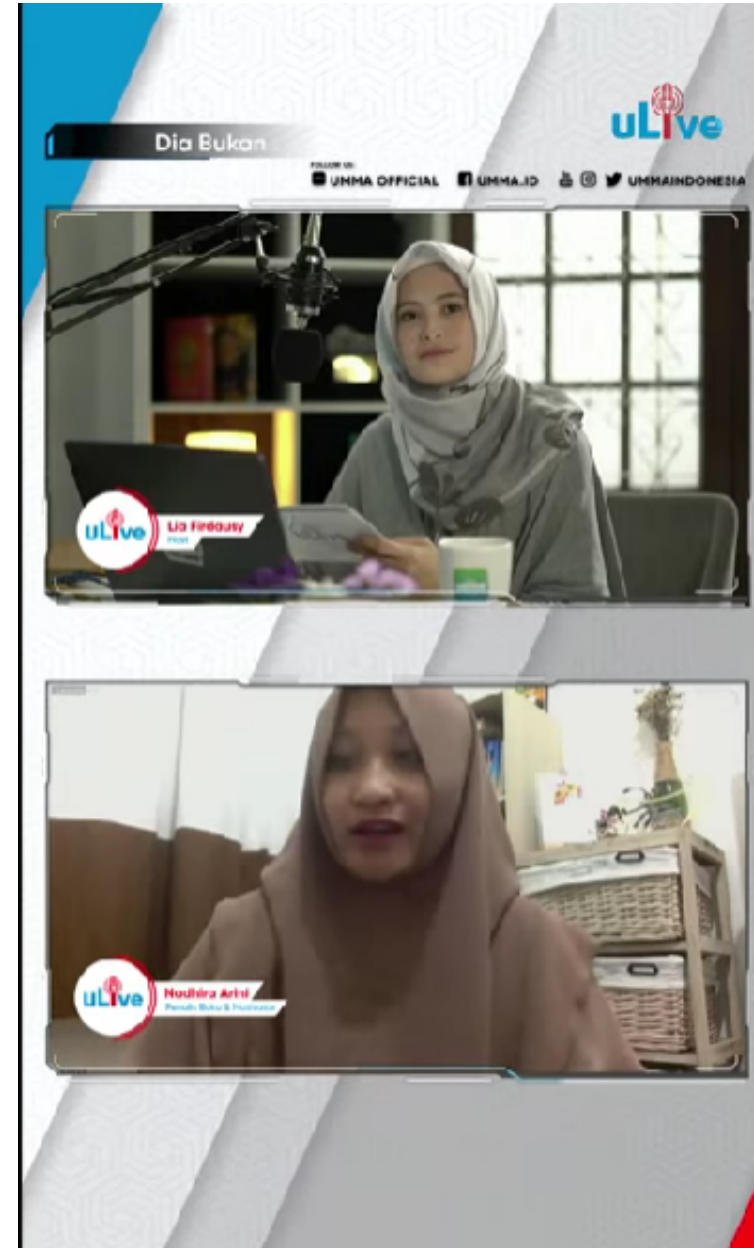 uLive
Dia Bukan
FOLLOW US:
UMMA OFFICIAL UMMA.ID UMMAINDONESIA
uLive
Lia Firdausy
Host
uLive
Nadhira Arini
Penulis Buku &